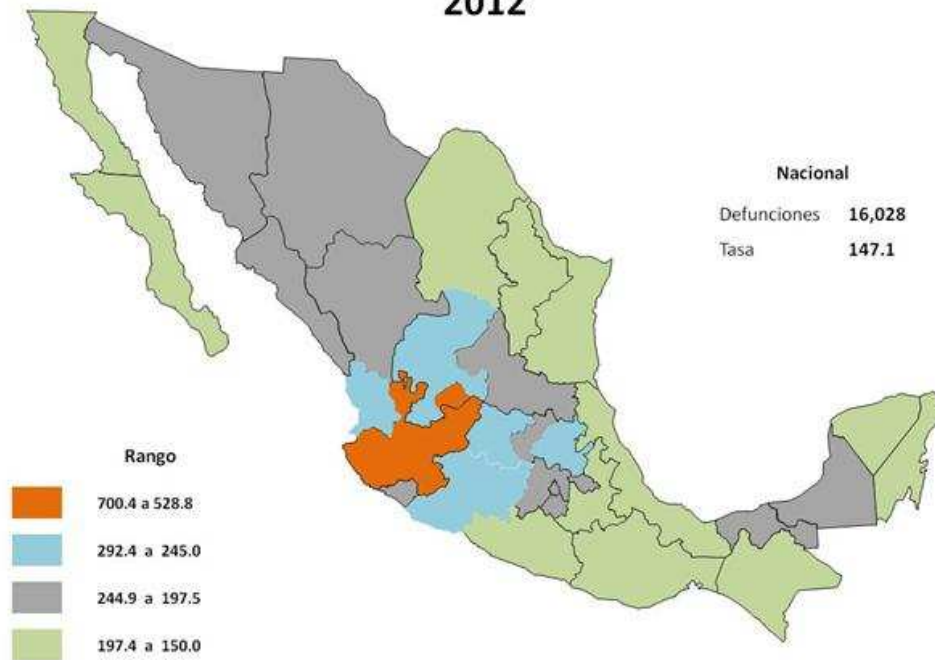 2012
Nacional
Defunciones 16,028
Tasa 147.1
Rango
700.4 a 528.8
292.4 a 245.0
244.9 a 197.5
197.4 a 150.0